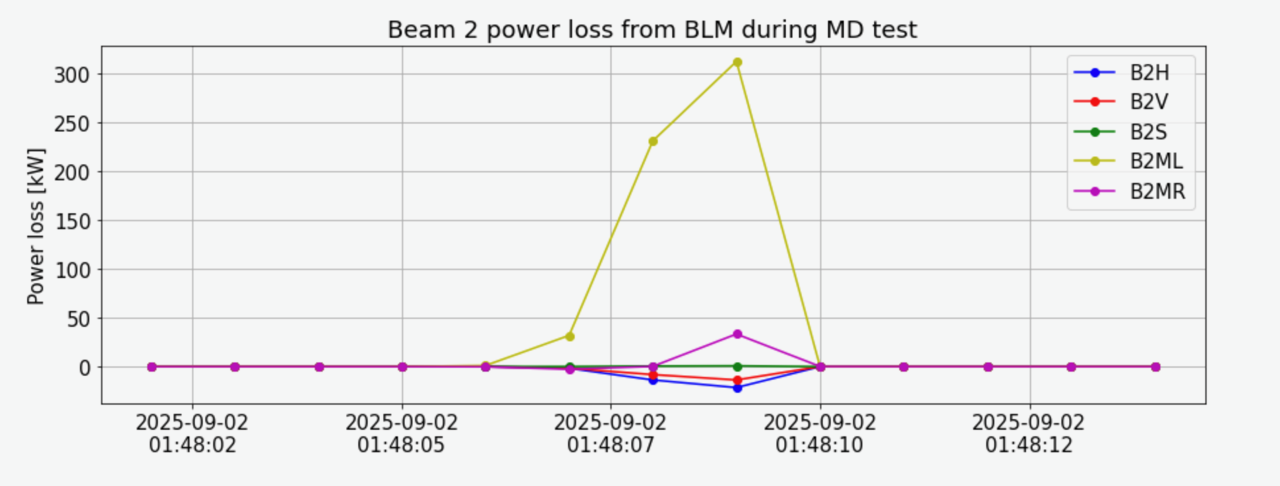 Beam 2 power loss from BLM during MD test
Power loss [kW]
300
250
200
150
100
50
0
B2H
B2V
B2S
B2ML
B2MR
2025-09-02 2025-09-02 2025-09-02 2025-09-02 2025-09-02
01:48:02 01:48:05 01:48:07 01:48:10 01:48:12